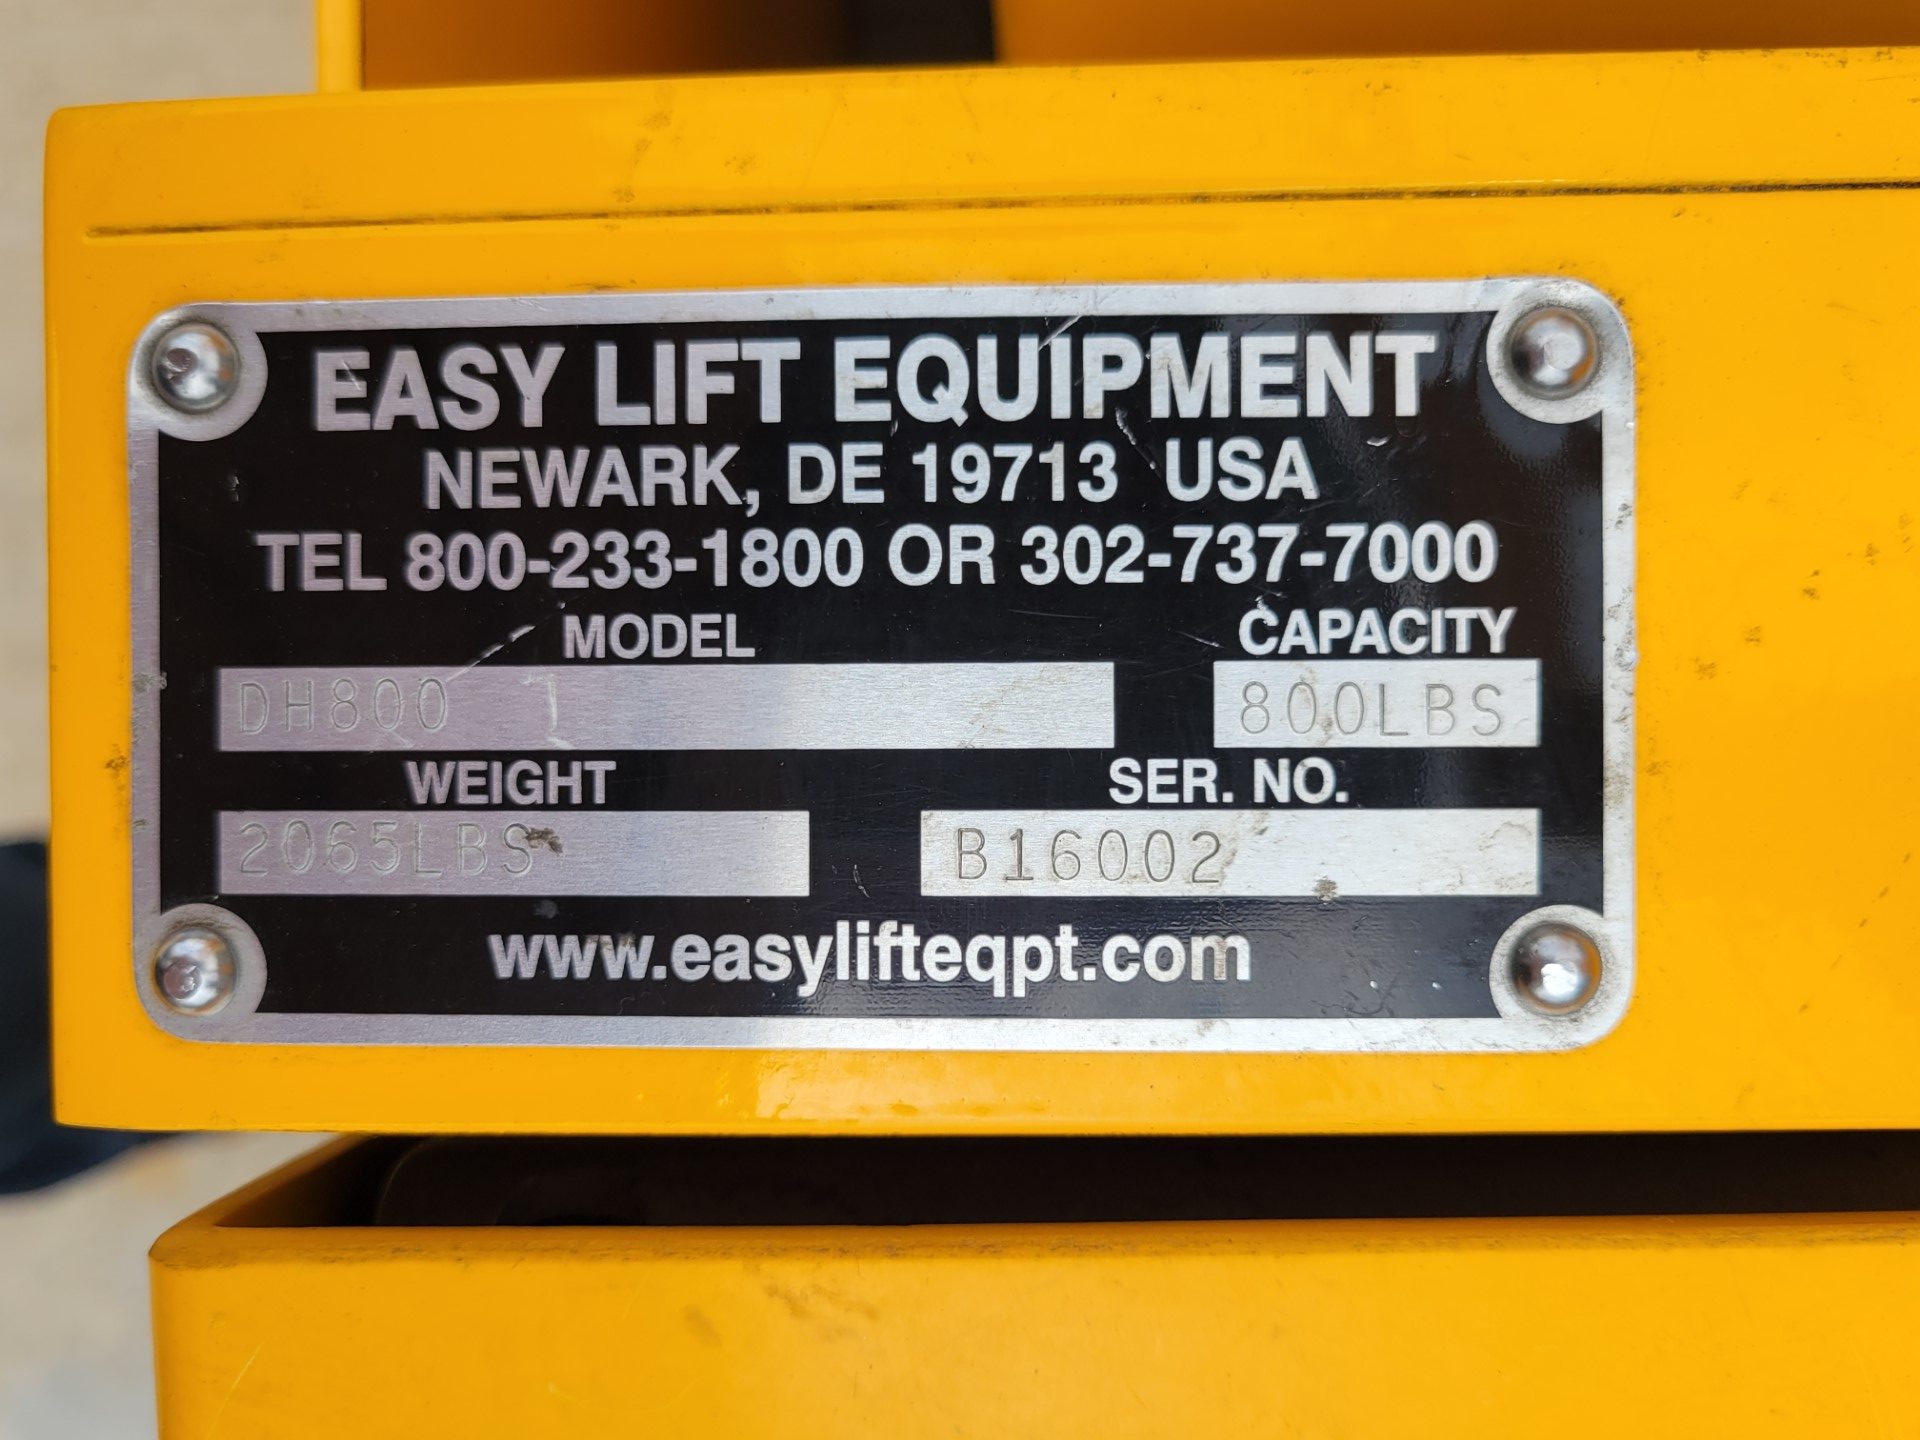 EASY LIFT EQUIPMENT
NEWARK, DE 19713 USA
TEL 800-233-1800 OR 302-737-7000
MODEL CAPACITY
DH800 800LBS
WEIGHT SER. NO.
2065LBS B16002
www.easylifteqpt.com